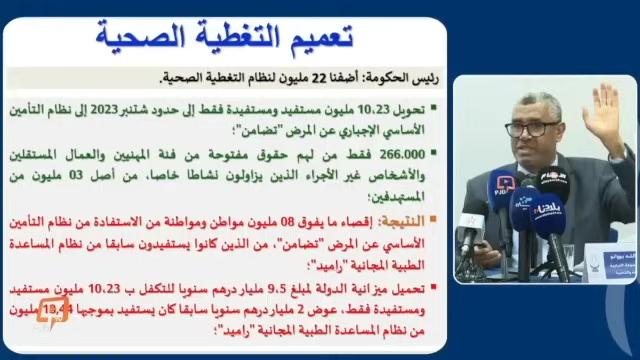 تعميم التغطية الصحية
رئيس الحكومة: أضفنا 22 مليون لنظام التغطية الصحية.
تحويل 10.23 مليون مستفيد ومستفيدة فقط إلى حدود شتنبر 2023 إلى نظام التأمين
الأساسي الإجباري عن المرض "تضامن"؛
266.000 فقط من لهم حقوق مفتوحة من فئة المهنيين والعمال المستقلين
والأشخاص غير الأجراء الذين يزاولون نشاطا خاصا، من أصل 03 مليون من
المستهدفين؛
النتيجة: إقصاء ما يفوق 08 مليون مواطن ومواطنة من الاستفادة من نظام التأمين
الأساسي عن المرض "تضامن"، من الذين كانوا يستفيدون سابقا من نظام المساعدة
الطبية المجانية "راميد"؛
تحميل ميزانية الدولة لمبلغ 9.5 مليار درهم سنويا للتكفل ب 10.23 مليون مستفيد
ومستفيدة فقط، عوض 2 مليار درهم سنويا سابقا كان يستفيد بموجبها 18,44 مليون
من نظام المساعدة الطبية المجانية "راميد"؛
PJD
بلادنا